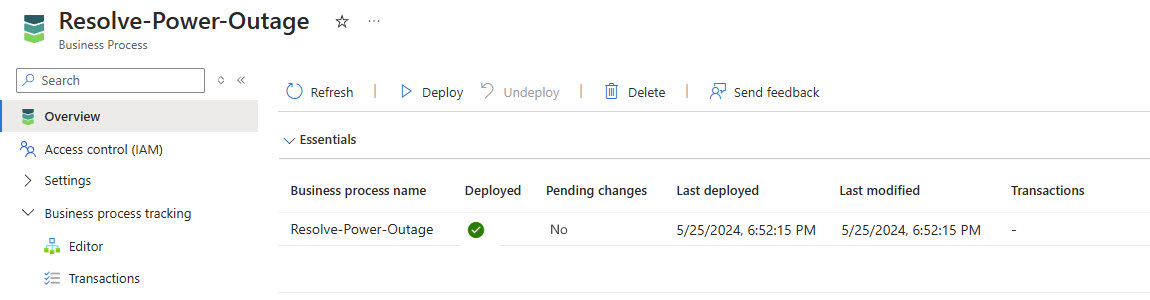 Resolve-Power-Outage ☆ ...
Business Process
Search
Refresh | Deploy Undeploy | Delete | Send feedback
Overview
Essentials
Access control (IAM)
Settings
Business process name Deployed Pending changes Last deployed Last modified Transactions
Business process tracking
Resolve-Power-Outage No 5/25/2024, 6:52:15 PM 5/25/2024, 6:52:15 PM -
Editor
Transactions